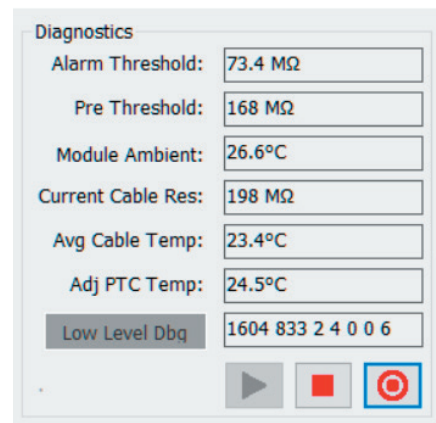 Diagnostics
Alarm Threshold: 73.4 MΩ
Pre Threshold: 168 MΩ
Module Ambient: 26.6°C
Current Cable Res: 198 MΩ
Avg Cable Temp: 23.4°C
Adj PTC Temp: 24.5°C
Low Level Dbg 1604 833 2 4 0 0 6